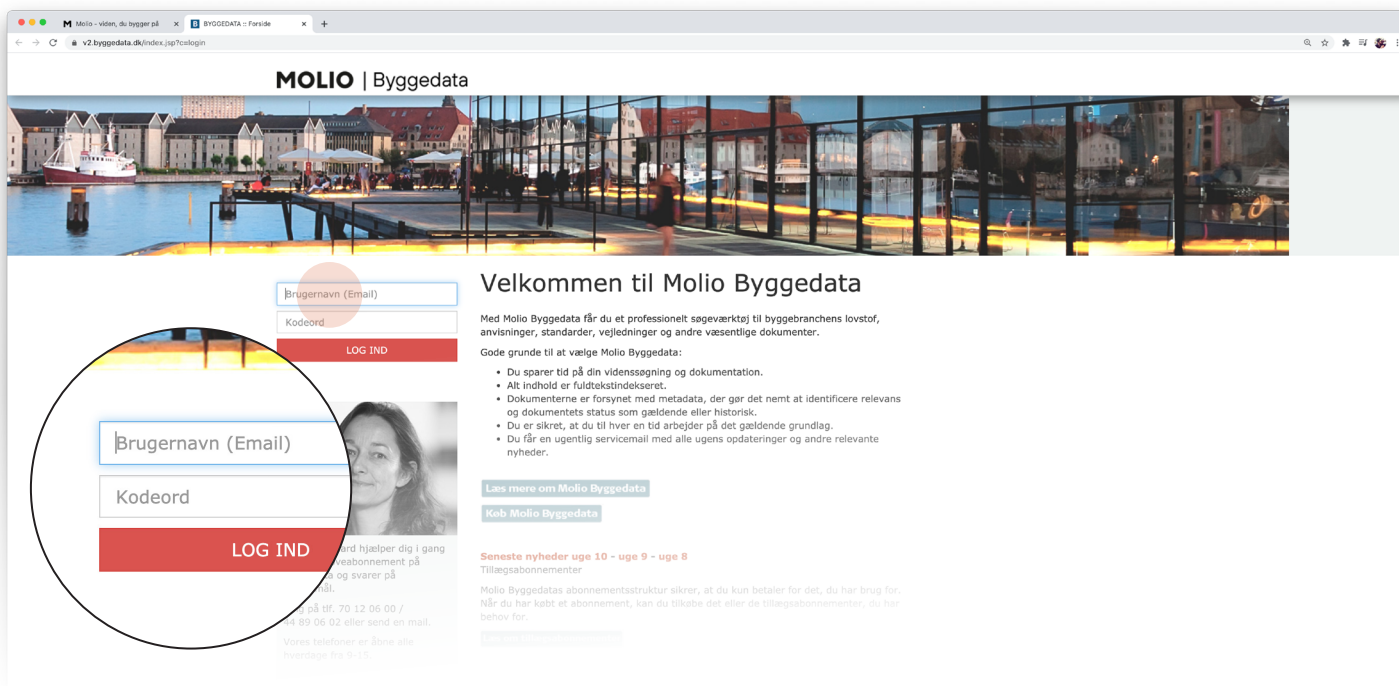 Molio - viden, du bygger på
BYGGEDATA :: Forside
v2.byggedata.dk/index.jsp?c=login
MOLIO | Byggedata
Brugernavn (Email)
Kodeord
LOG IND
Brugernavn (Email)
Kodeord
LOG IND
ard hjælper dig i gang
veabonnement på
og svarer på
på tlf. 70 12 06 00 /
44 89 06 02 eller send en mail.
Vores telefoner er åbne alle
hverdage fra 9-15
Velkommen til Molio Byggedata
Med Molio Byggedata får du et professionelt søgeværktøj til byggebranchens lovstof,
anvisninger, standarder, vejledninger og andre væsentlige dokumenter.
Gode grunde til at vælge Molio Byggedata:
• Du sparer tid på din videnssøgning og dokumentation.
• Alt indhold er fuldtekstindekseret.
• Dokumenterne er forsynet med metadata, der gør det nemt at identificere relevans
og dokumentets status som gældende eller historisk.
• Du er sikret, at du til hver en tid arbejder på det gældende grundlag.
• Du får en ugentlig servicemail med alle ugens opdateringer og andre relevante
nyheder.
Læs mere om Molio Byggedata
Køb Molio Byggedata
Seneste nyheder uge 10 - uge 9 - uge 8
Tillægsabonnementer
Molio Byggedatas abonnementsstruktur sikrer, at du kun betaler for det, du har brug for.
Når du har købt et abonnement, kan du tilkøbe det eller de tillægsabonnementer, du har
behov for.